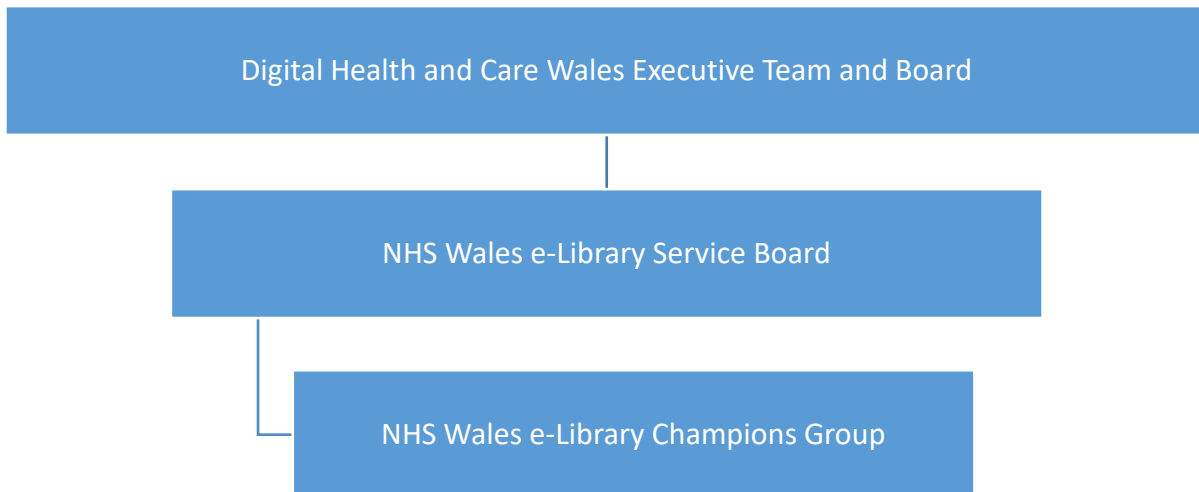 Digital Health and Care Wales Executive Team and Board
NHS Wales e-Library Service Board
NHS Wales e-Library Champions Group